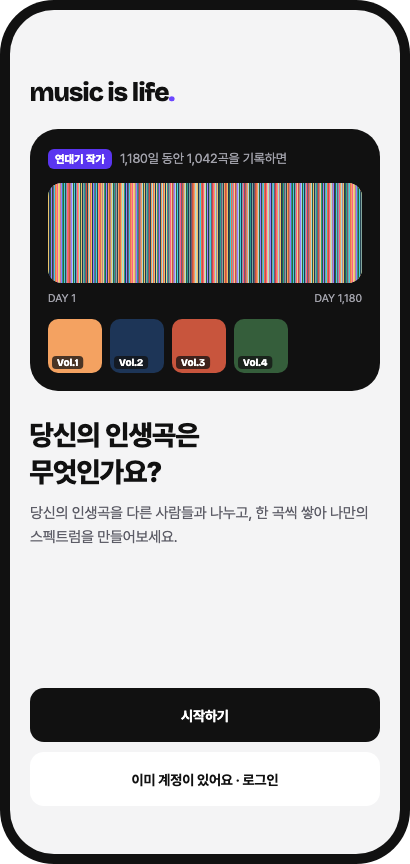 music is life.
연대기 작가 1,180일 동안 1,042곡을 기록하면
DAY 1 DAY 1,180
Vol.1 Vol.2 Vol.3 Vol.4
당신의 인생곡은
무엇인가요?
당신의 인생곡을 다른 사람들과 나누고, 한 곡씩 쌓아 나만의
스펙트럼을 만들어보세요.
시작하기
이미 계정이 있어요 · 로그인